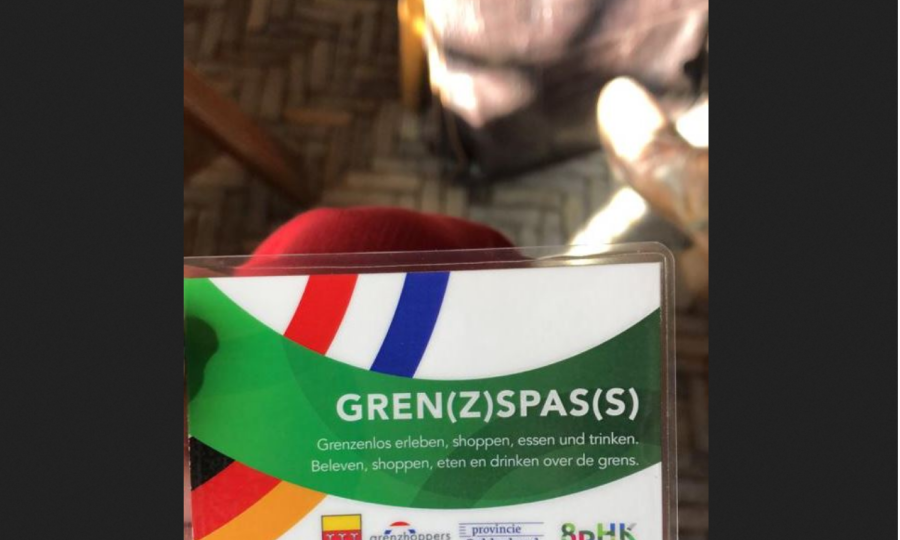 GREN(Z)SPAS(S)
Grenzenlos erleben, shoppen, essen und trinken.
Beleven, shoppen, eten en drinken over de grens.
grenzhoppers
provincie